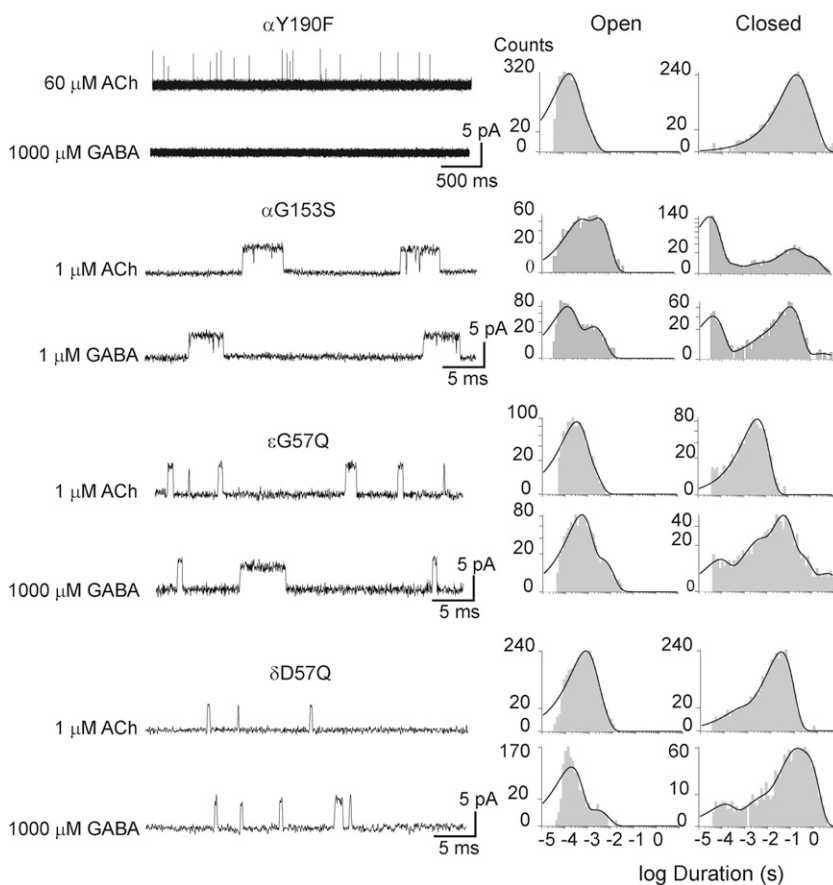 αY190F
Open
Closed
Counts
60 μM ACh
320
20
0
240
20
0
1000 μM GABA
5 pA
500 ms
αG153S
1 μM ACh
60
20
0
140
20
0
1 μM GABA
5 pA
5 ms
80
20
0
60
20
0
εG57Q
1 μM ACh
100
20
0
80
20
0
1000 μM GABA
5 pA
5 ms
80
20
0
40
20
0
δD57Q
1 μM ACh
240
20
0
240
20
0
1000 μM GABA
5 pA
5 ms
170
20
0
60
10
0
-5 -4 -3 -2 -1 0
-5 -4 -3 -2 -1 0
log Duration (s)